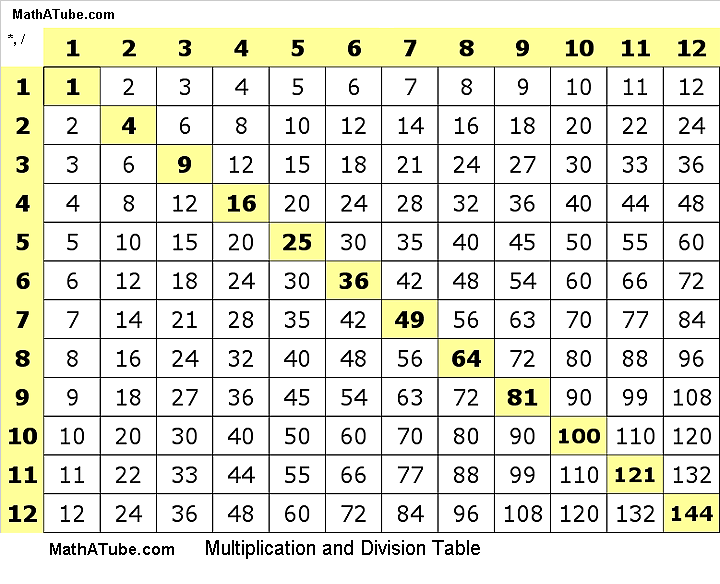 MathATube.com
*, / 1 2 3 4 5 6 7 8 9 10 11 12
1 1 2 3 4 5 6 7 8 9 10 11 12
2 2 4 6 8 10 12 14 16 18 20 22 24
3 3 6 9 12 15 18 21 24 27 30 33 36
4 4 8 12 16 20 24 28 32 36 40 44 48
5 5 10 15 20 25 30 35 40 45 50 55 60
6 6 12 18 24 30 36 42 48 54 60 66 72
7 7 14 21 28 35 42 49 56 63 70 77 84
8 8 16 24 32 40 48 56 64 72 80 88 96
9 9 18 27 36 45 54 63 72 81 90 99 108
10 10 20 30 40 50 60 70 80 90 100 110 120
11 11 22 33 44 55 66 77 88 99 110 121 132
12 12 24 36 48 60 72 84 96 108 120 132 144
MathATube.com Multiplication and Division Table